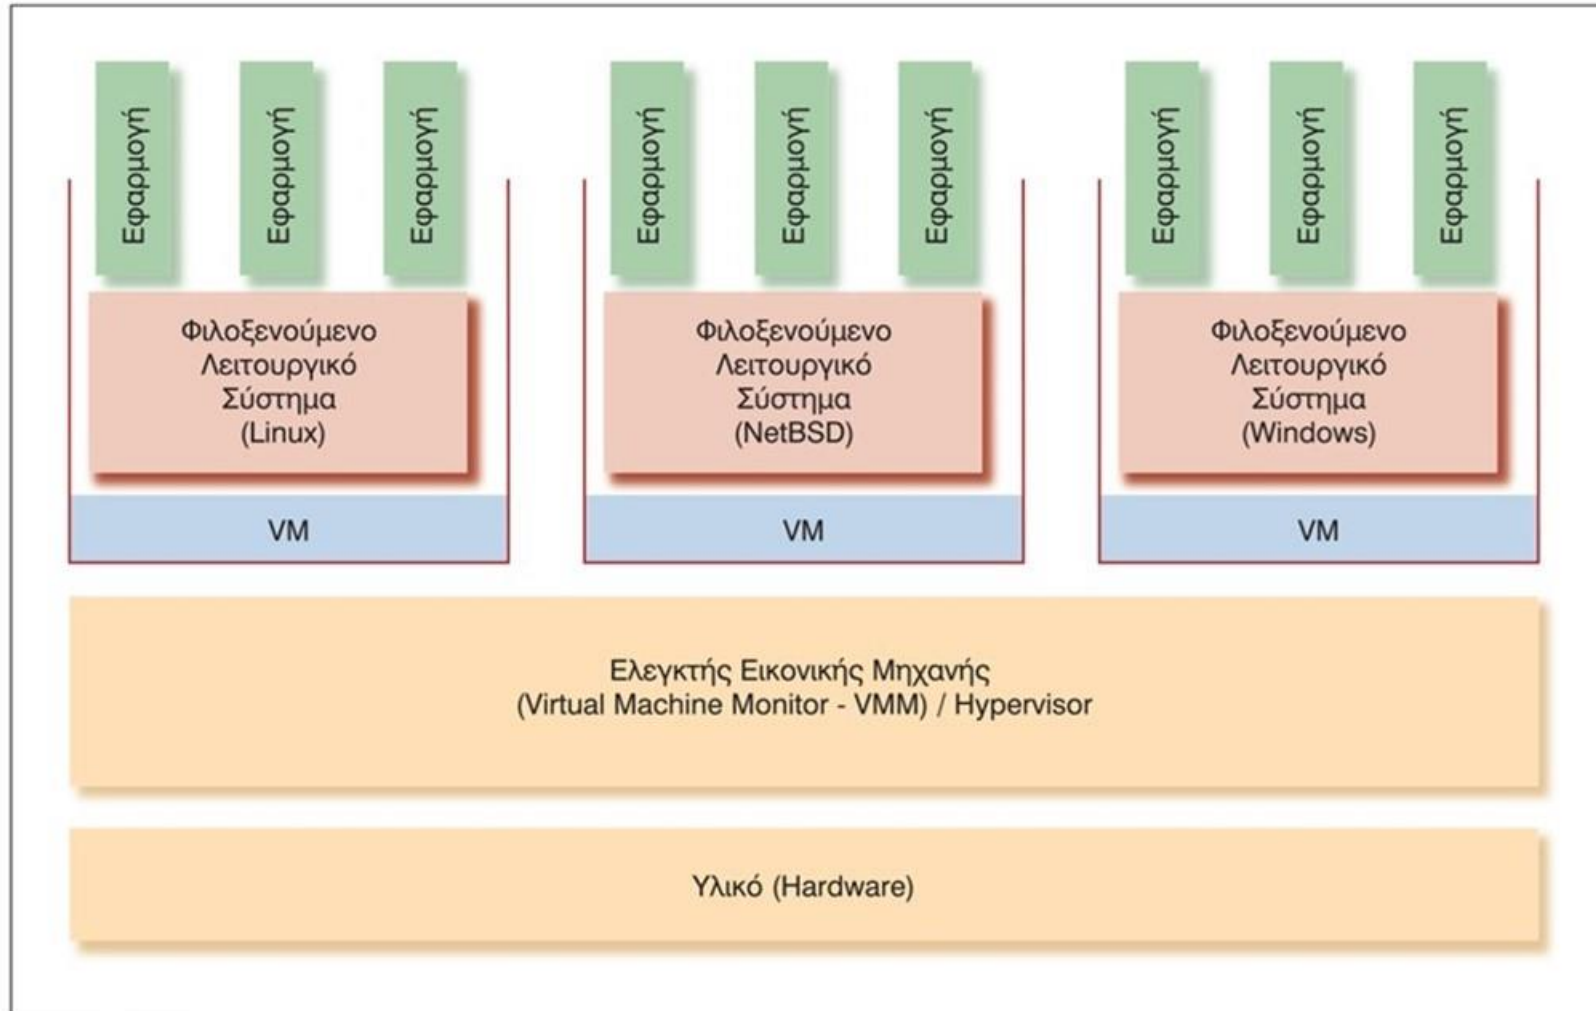 Εφαρμογή
Εφαρμογή
Εφαρμογή
Εφαρμογή
Εφαρμογή
Εφαρμογή
Εφαρμογή
Εφαρμογή
Εφαρμογή
Φιλοξενούμενο
Λειτουργικό
Σύστημα
(Linux)
Φιλοξενούμενο
Λειτουργικό
Σύστημα
(NetBSD)
Φιλοξενούμενο
Λειτουργικό
Σύστημα
(Windows)
VM
VM
VM
Ελεγκτής Εικονικής Μηχανής
(Virtual Machine Monitor - VMM) / Hypervisor
Υλικό (Hardware)